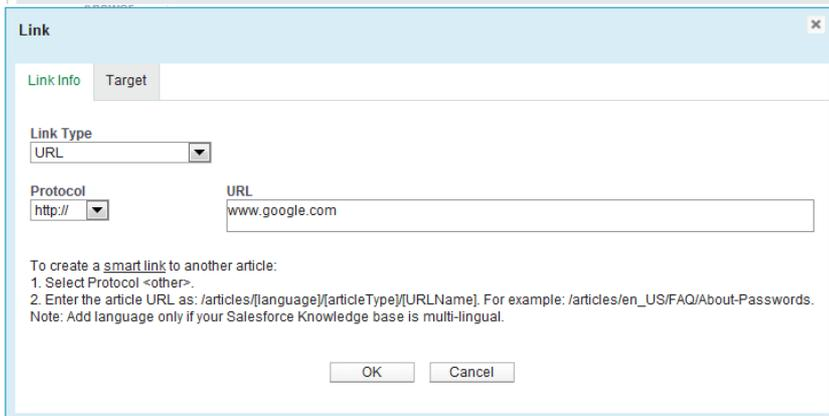 Link
Link Info Target
Link Type
URL
Protocol URL
http:// www.google.com
To create a smart link to another article:
1. Select Protocol <other>.
2. Enter the article URL as: /articles/[language]/[articleType]/[URLName]. For example: /articles/en_US/FAQ/About-Passwords.
Note: Add language only if your Salesforce Knowledge base is multi-lingual.
OK Cancel